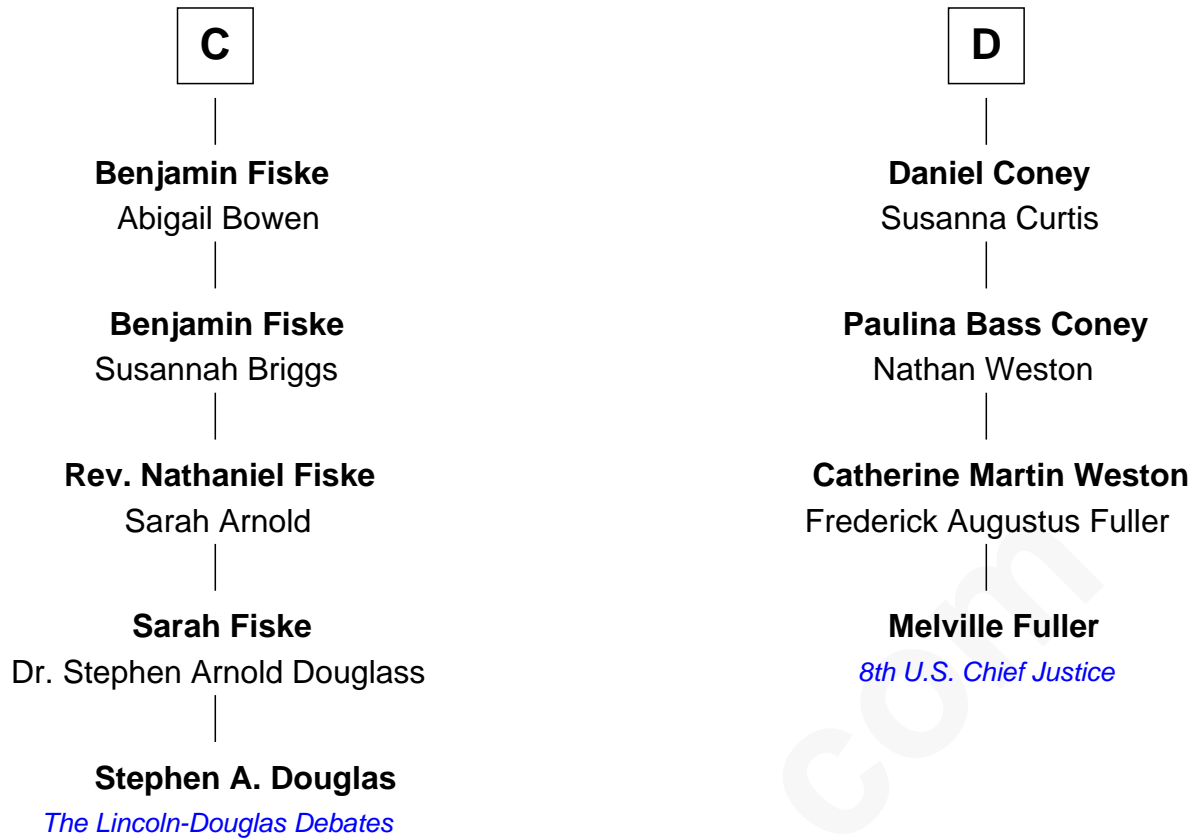 C
Benjamin Fiske
Abigail Bowen
Benjamin Fiske
Susannah Briggs
Rev. Nathaniel Fiske
Sarah Arnold
Sarah Fiske
Dr. Stephen Arnold Douglass
Stephen A. Douglas
The Lincoln-Douglas Debates
D
Daniel Coney
Susanna Curtis
Paulina Bass Coney
Nathan Weston
Catherine Martin Weston
Frederick Augustus Fuller
Melville Fuller
8th U.S. Chief Justice
com